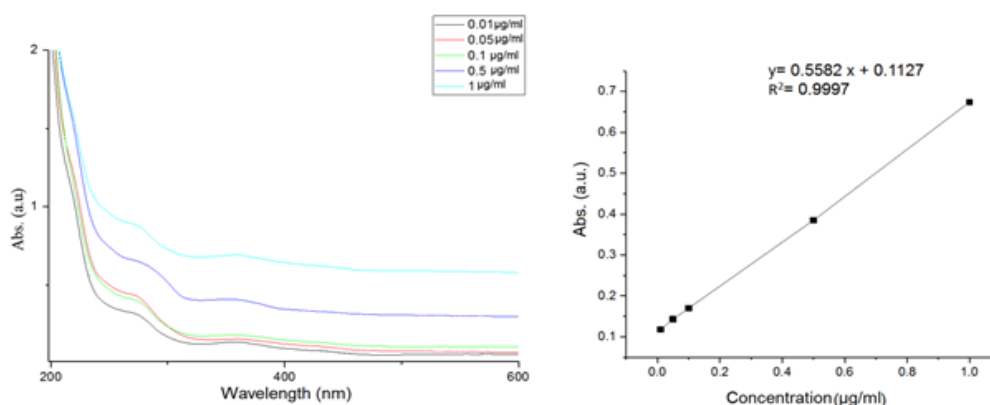 0.01µg/ml
0.05µg/ml
0.1 µg/ml
0.5 µg/ml
1 µg/ml
2
1
Abs. (a.u)
200
400
600
Wavelength (nm)
y= 0.5582 x + 0.1127
R²= 0.9997
0.7
0.6
0.5
0.4
0.3
0.2
0.1
Abs. (a.u.)
0.0
0.2
0.4
0.6
0.8
1.0
Concentration(µg/ml)